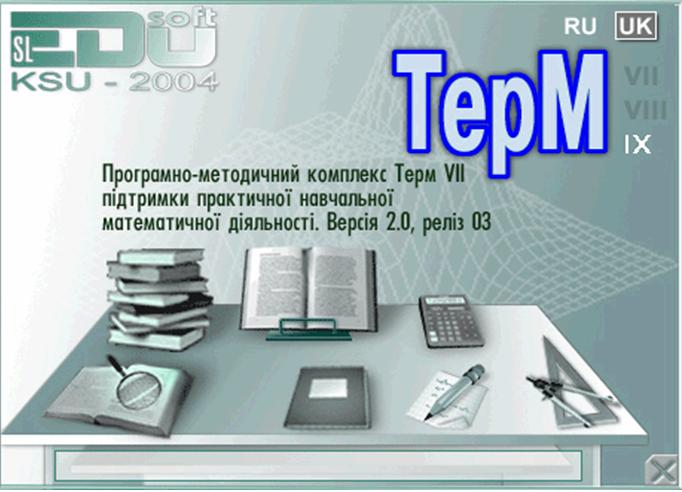 SL EDU soft
KSU - 2004
RU UK
ТерМ
VII
VIII
IX
Програмно-методичний комплекс Терм VII
підтримки практичної навчальної
математичної діяльності. Версія 2.0, реліз 03